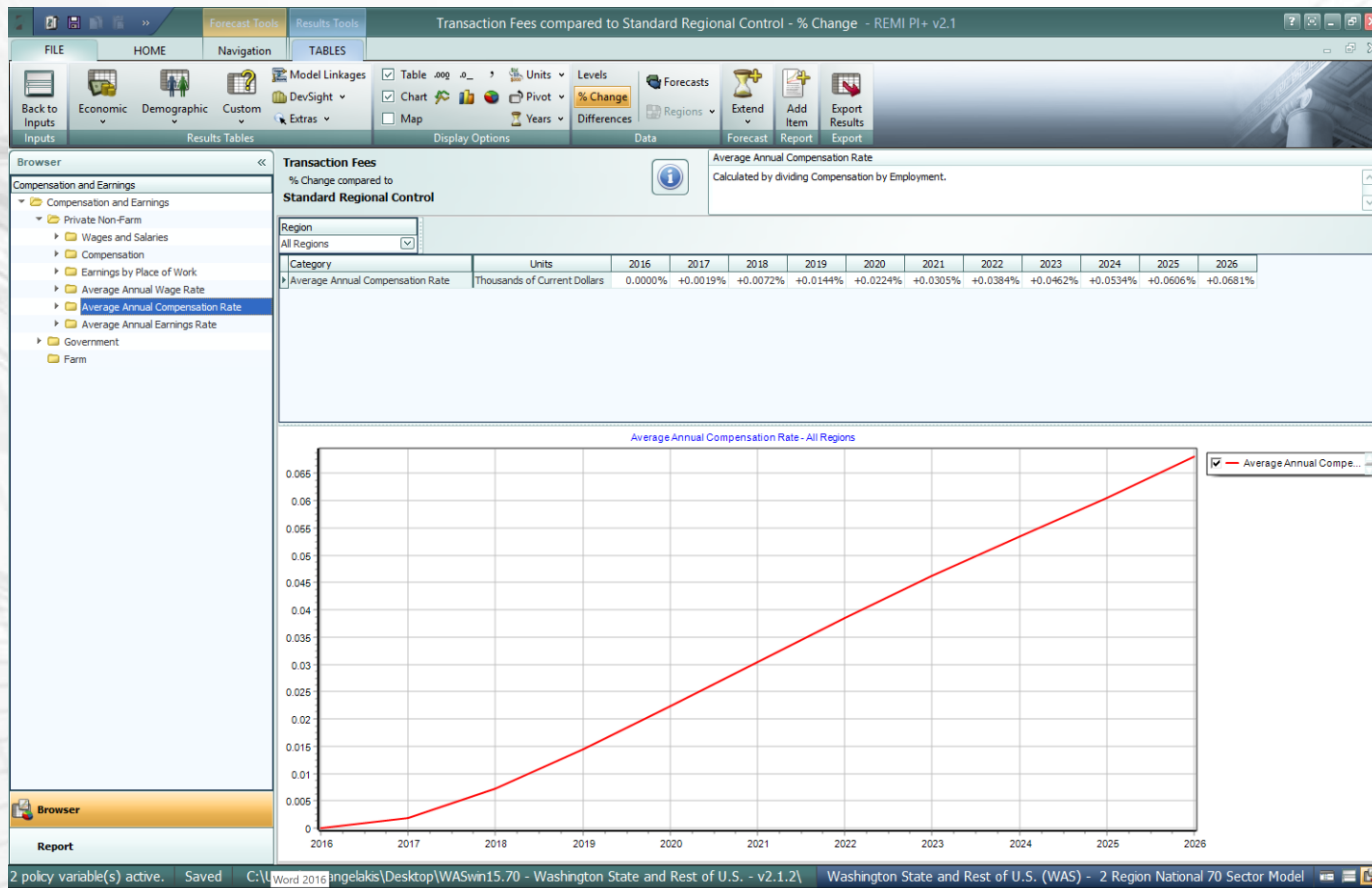 Forecast Tools Results Tools Transaction Fees compared to Standard Regional Control - % Change - REMI PI+ v2.1
FILE HOME Navigation TABLES
Back to Inputs
Economic
Demographic
Custom
Model Linkages
DevSight
Extras
Table .000 .0_ , Units
Chart Pivot
Map Years
Levels
% Change
Differences
Forecasts
Regions
Extend
Add Item
Export Results
Inputs Results Tables Display Options Data Forecast Report Export
Browser «
Compensation and Earnings
Compensation and Earnings
Private Non-Farm
Wages and Salaries
Compensation
Earnings by Place of Work
Average Annual Wage Rate
Average Annual Compensation Rate
Average Annual Earnings Rate
Government
Farm
Browser
Report
Transaction Fees
% Change compared to
Standard Regional Control
Average Annual Compensation Rate
Calculated by dividing Compensation by Employment.
Region
All Regions
Category Units 2016 2017 2018 2019 2020 2021 2022 2023 2024 2025 2026
Average Annual Compensation Rate Thousands of Current Dollars 0.0000% +0.0019% +0.0072% +0.0144% +0.0224% +0.0305% +0.0384% +0.0462% +0.0534% +0.0606% +0.0681%
Average Annual Compensation Rate - All Regions
Average Annual Compe...
0.065
0.06
0.055
0.05
0.045
0.04
0.035
0.03
0.025
0.02
0.015
0.01
0.005
0
2016 2017 2018 2019 2020 2021 2022 2023 2024 2025 2026
2 policy variable(s) active. Saved C:\U angelakis\Desktop\WASwin15.70 - Washington State and Rest of U.S. - v2.1.2\ Washington State and Rest of U.S. (WAS) - 2 Region National 70 Sector Model
Word 2016